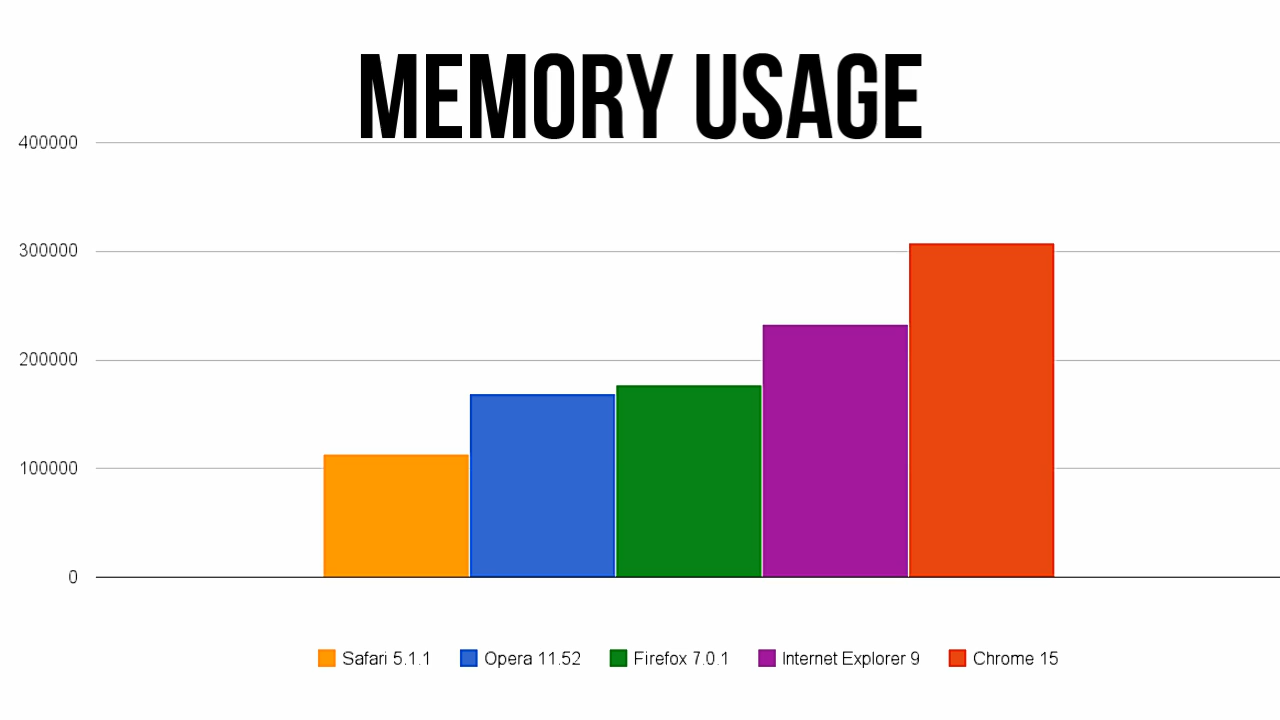 MEMORY USAGE
400000
300000
200000
100000
0
Safari 5.1.1 Opera 11.52 Firefox 7.0.1 Internet Explorer 9 Chrome 15